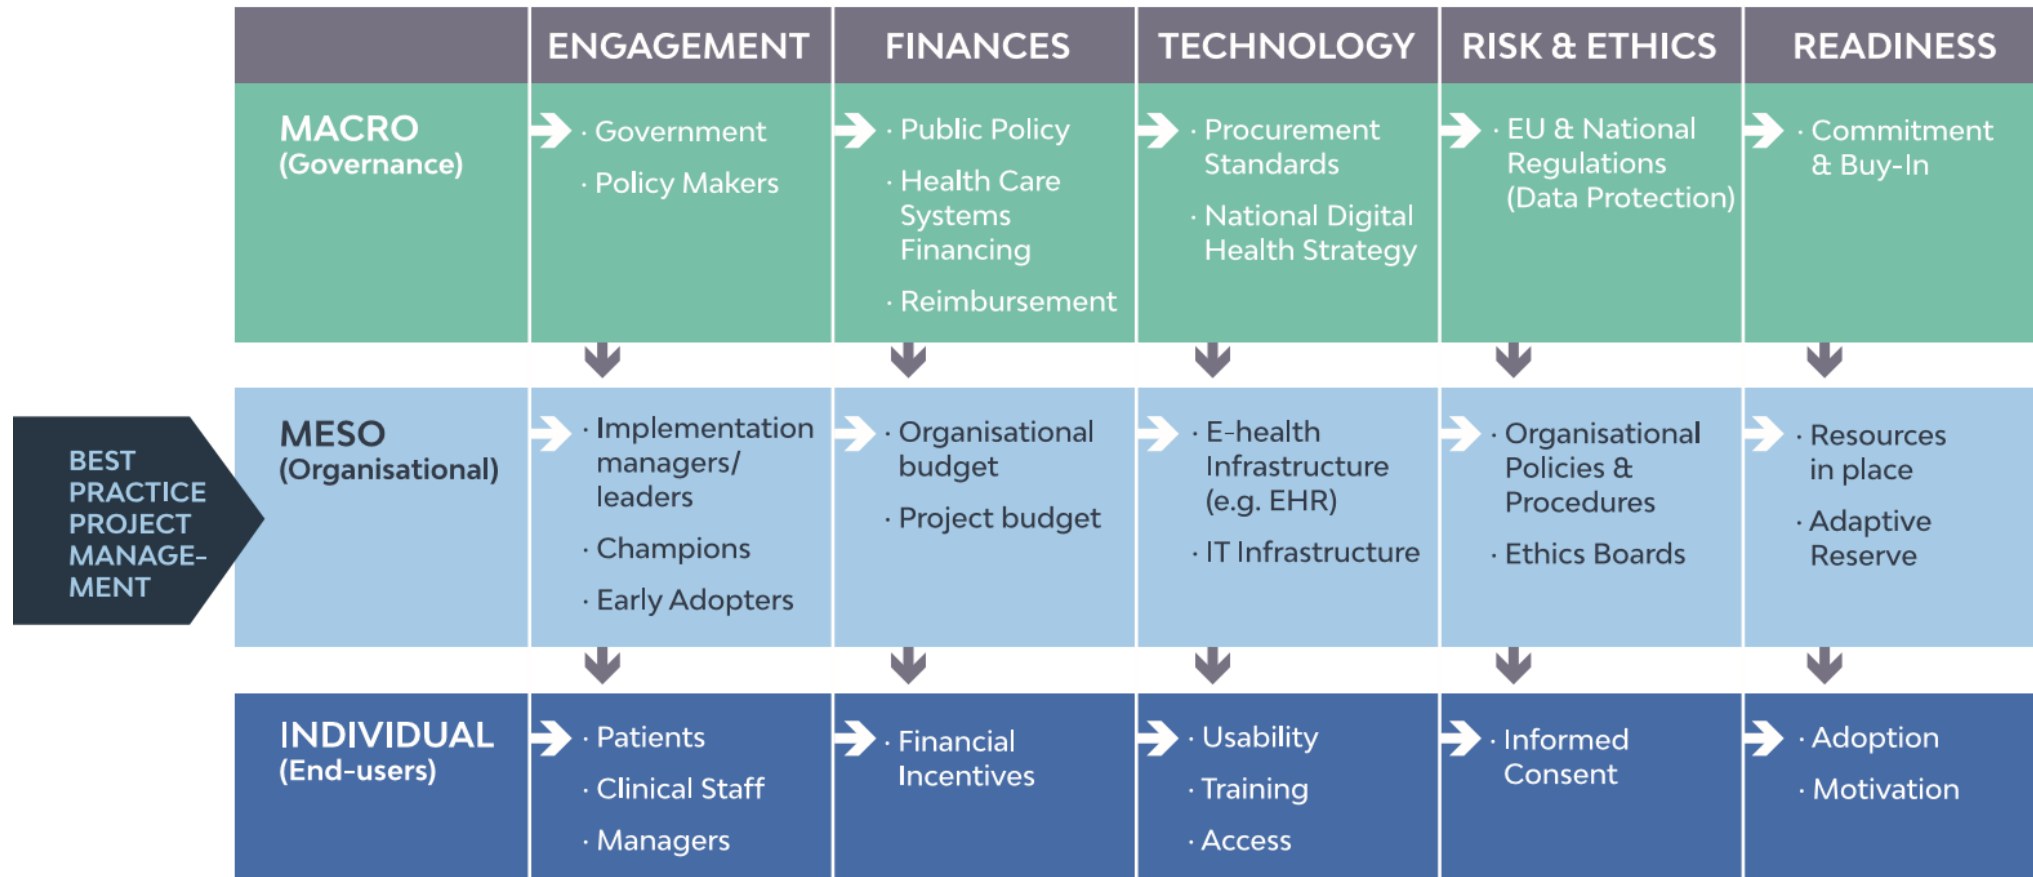 ENGAGEMENT
FINANCES
TECHNOLOGY
RISK & ETHICS
READINESS
MACRO
(Governance)
· Government
· Policy Makers
· Public Policy
· Health Care
Systems
Financing
· Reimbursement
· Procurement
Standards
· National Digital
Health Strategy
· EU & National
Regulations
(Data Protection)
· Commitment
& Buy-In
BEST
PRACTICE
PROJECT
MANAGE-
MENT
MESO
(Organisational)
· Implementation
managers/
leaders
· Champions
· Early Adopters
· Organisational
budget
· Project budget
· E-health
Infrastructure
(e.g. EHR)
· IT Infrastructure
· Organisational
Policies &
Procedures
· Ethics Boards
· Resources
in place
· Adaptive
Reserve
INDIVIDUAL
(End-users)
· Patients
· Clinical Staff
· Managers
· Financial
Incentives
· Usability
· Training
· Access
· Informed
Consent
· Adoption
· Motivation